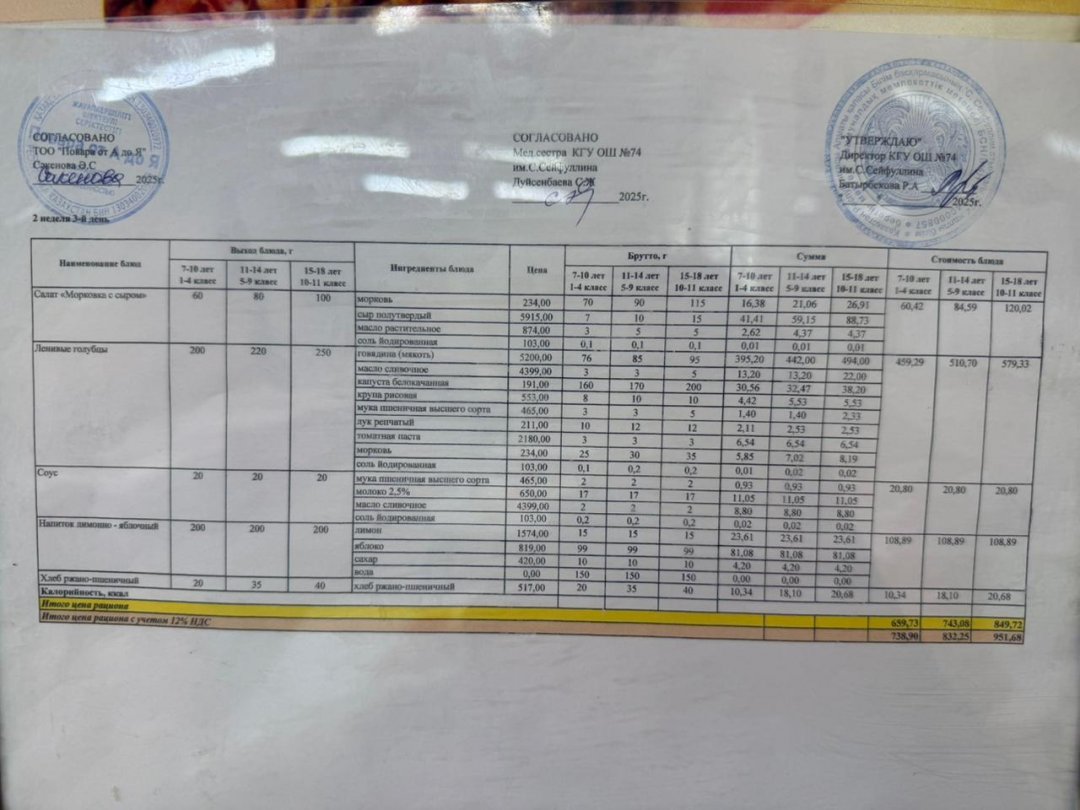 СОГЛАСОВАНО
ТОО "Повара от А до Я"
Сакенова Ә.С
Сакенова 2025г.
СОГЛАСОВАНО
Мед.сестра КГУ ОШ №74
им.С.Сейфуллина
Дуйсенбаева С.Ж
2025г.
"УТВЕРЖДАЮ"
Директор КГУ ОШ №74
им.С.Сейфуллина
Батырбекова Р.А
2025г.
2 неделя 3-й день
Наименование блюд Выход блюда, г Ингредиенты блюда Цена Брутто, г Сумма Стоимость блюда
7-10 лет 11-14 лет 15-18 лет 7-10 лет 11-14 лет 15-18 лет 7-10 лет 11-14 лет 15-18 лет 7-10 лет 11-14 лет 15-18 лет
1-4 класс 5-9 класс 10-11 класс 1-4 класс 5-9 класс 10-11 класс 1-4 класс 5-9 класс 10-11 класс 1-4 класс 5-9 класс 10-11 класс
Салат «Морковка с сыром» 60 80 100 морковь 234,00 70 90 115 16,38 21,06 26,91 60,42 84,59 120,02
сыр полутвердый 5915,00 7 10 15 41,41 59,15 88,73
масло растительное 874,00 3 5 5 2,62 4,37 4,37
соль йодированная 103,00 0,1 0,1 0,1 0,01 0,01 0,01
Ленивые голубцы 200 220 250 говядина (мякоть) 5200,00 76 85 95 395,20 442,00 494,00 459,29 510,70 579,33
масло сливочное 4399,00 3 3 5 13,20 13,20 22,00
капуста белокачанная 191,00 160 170 200 30,56 32,47 38,20
крупа рисовая 553,00 8 10 10 4,42 5,53 5,53
мука пшеничная высшего сорта 465,00 3 3 5 1,40 1,40 2,33
лук репчатый 211,00 10 12 12 2,11 2,53 2,53
томатная паста 2180,00 3 3 3 6,54 6,54 6,54
морковь 234,00 25 30 35 5,85 7,02 8,19
соль йодированная 103,00 0,1 0,2 0,2 0,01 0,02 0,02
Соус 20 20 20 мука пшеничная высшего сорта 465,00 2 2 2 0,93 0,93 0,93 20,80 20,80 20,80
молоко 2,5% 650,00 17 17 17 11,05 11,05 11,05
масло сливочное 4399,00 2 2 2 8,80 8,80 8,80
соль йодированная 103,00 0,2 0,2 0,2 0,02 0,02 0,02
Напиток лимонно - яблочный 200 200 200 лимон 1574,00 15 15 15 23,61 23,61 23,61 108,89 108,89 108,89
яблоко 819,00 99 99 99 81,08 81,08 81,08
сахар 420,00 10 10 10 4,20 4,20 4,20
вода 0,00 150 150 150 0,00 0,00 0,00
Хлеб ржано-пшеничный 20 35 40 хлеб ржано-пшеничный 517,00 20 35 40 10,34 18,10 20,68 10,34 18,10 20,68
Калорийность, ккал
Итого цена рациона 659,73 743,08 849,72
Итого цена рациона с учетом 12% НДС 738,90 832,25 951,68